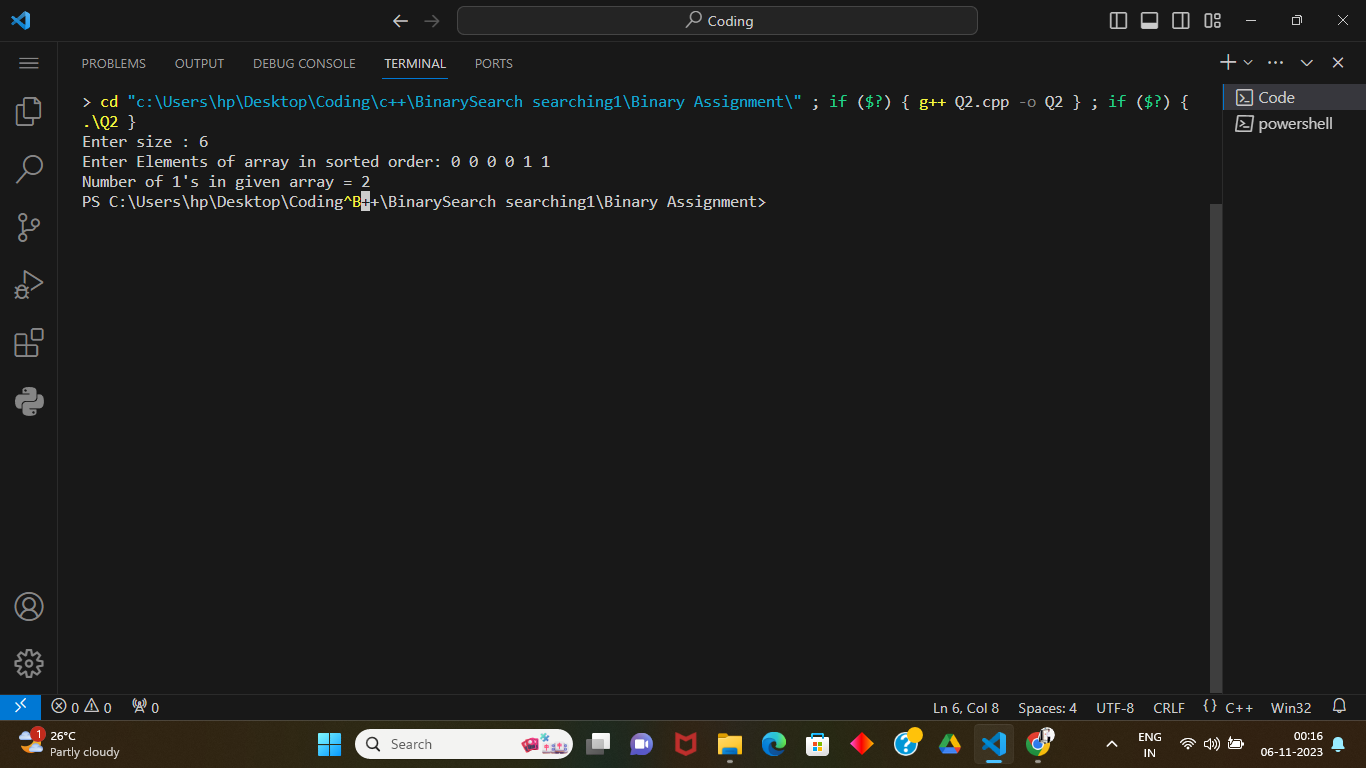 Coding
PROBLEMS OUTPUT DEBUG CONSOLE TERMINAL PORTS
> cd "c:\Users\hp\Desktop\Coding\c++\BinarySearch searching1\Binary Assignment\" ; if ($?) { g++ Q2.cpp -o Q2 } ; if ($?) {
.\Q2 }
Enter size : 6
Enter Elements of array in sorted order: 0 0 0 0 1 1
Number of 1's in given array = 2
PS C:\Users\hp\Desktop\Coding^B++\BinarySearch searching1\Binary Assignment>
Code
powershell
0 0 0 Ln 6, Col 8 Spaces: 4 UTF-8 CRLF {} C++ Win32
1 26°C
Partly cloudy
Search
ENG
IN
00:16
06-11-2023